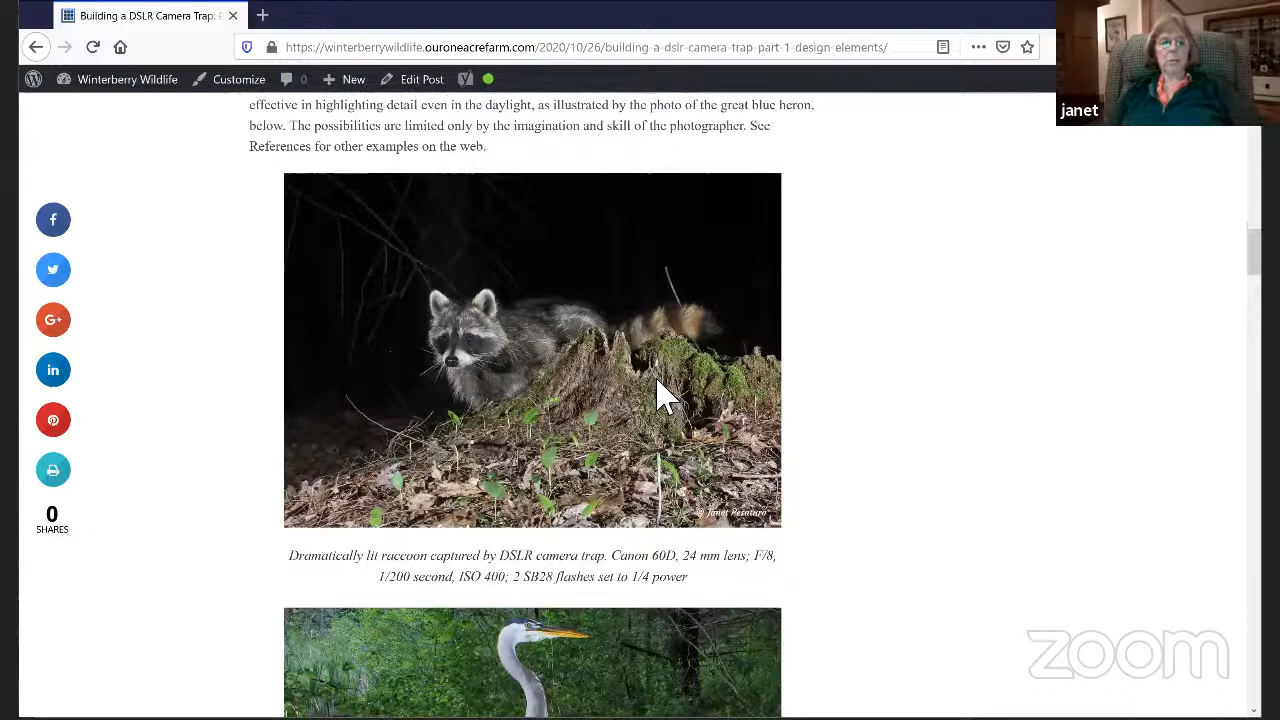 Building a DSLR Camera Trap:
janet
https://winterberrywildlife.ouroneacrefarm.com/2020/10/26/building-a-dslr-camera-trap-part-1-design-elements/
Winterberry Wildlife
Customize
0
New
Edit Post
effective in highlighting detail even in the daylight, as illustrated by the photo of the great blue heron,
below. The possibilities are limited only by the imagination and skill of the photographer. See
References for other examples on the web.
f
G+
in
0
SHARES
© Janet Pesaturo
Dramatically lit raccoon captured by DSLR camera trap. Canon 60D, 24 mm lens; F/8,
1/200 second, ISO 400; 2 SB28 flashes set to 1/4 power
zoom